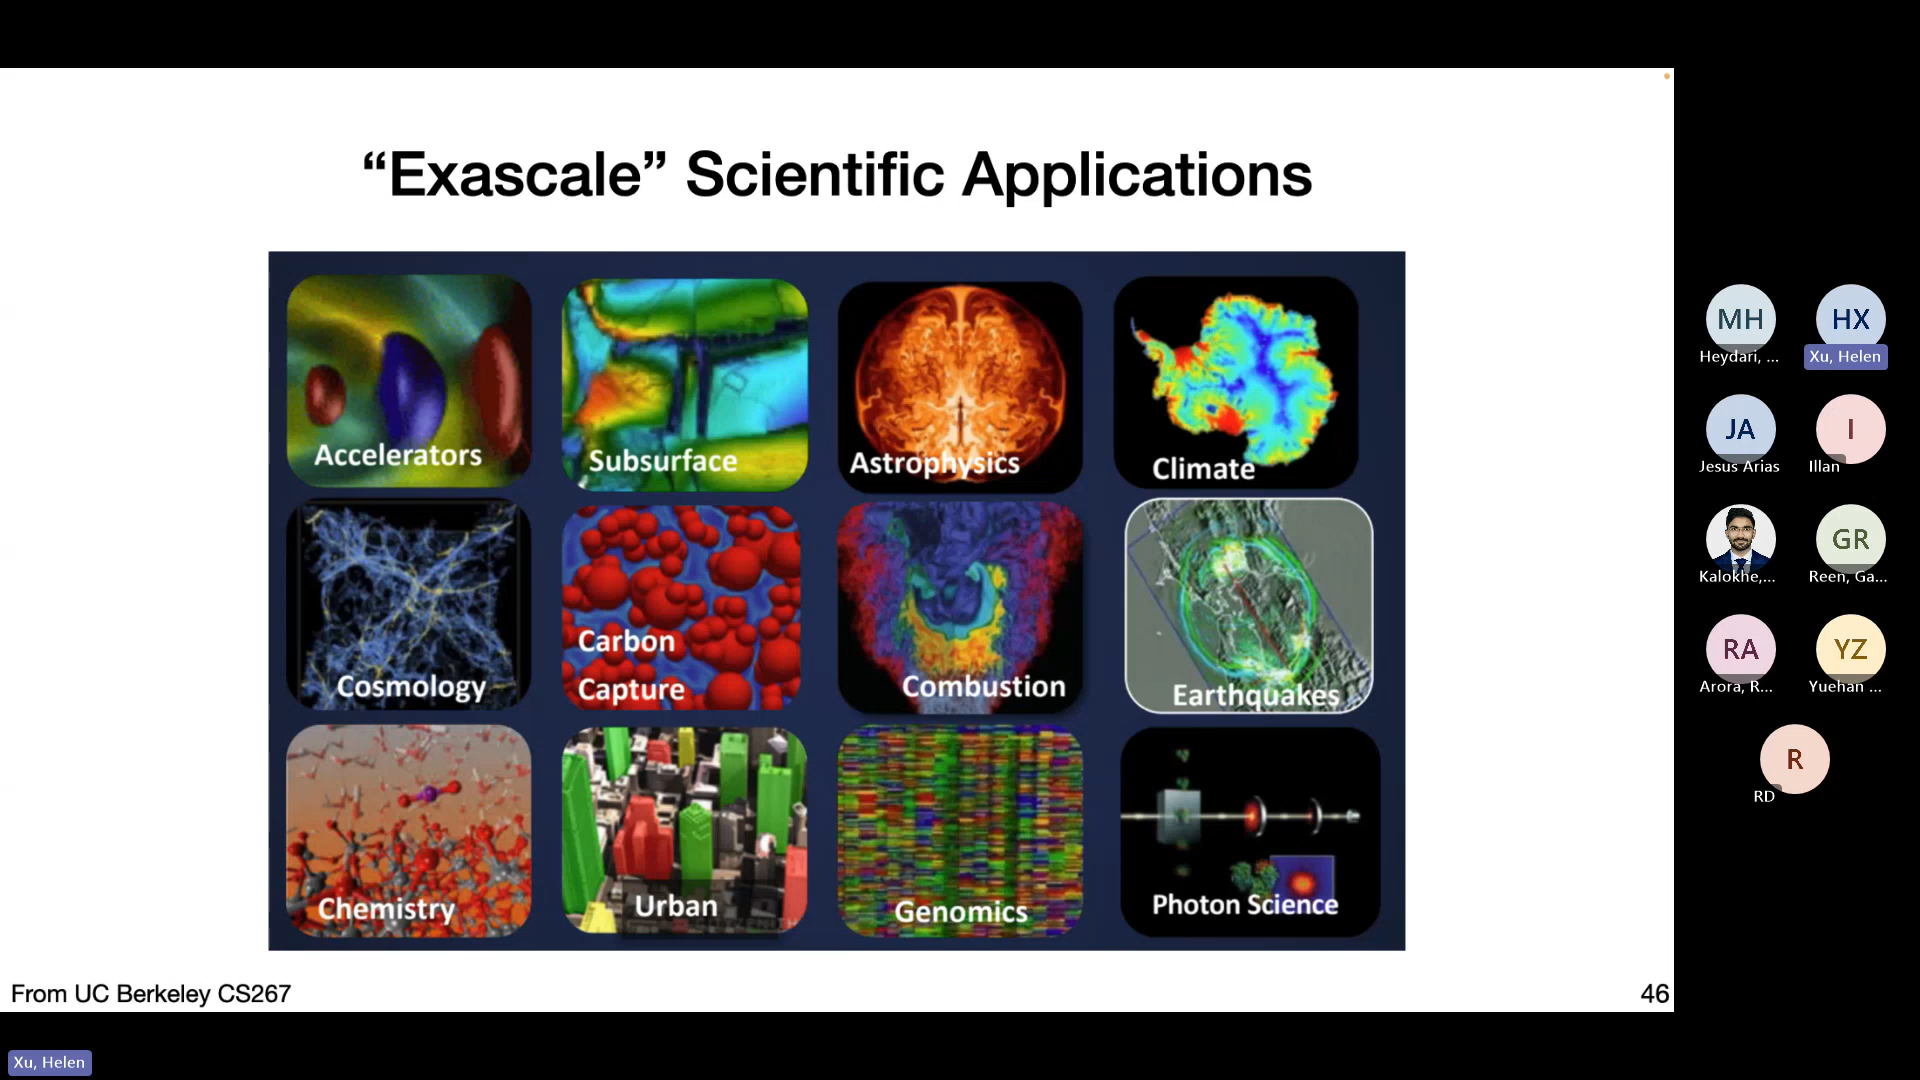 “Exascale” Scientific Applications
Accelerators
Subsurface
Astrophysics
Climate
Cosmology
Carbon
Capture
Combustion
Earthquakes
Chemistry
Urban
Genomics
Photon Science
From UC Berkeley CS267
46
MH
HX
Heydari, ...
Xu, Helen
JA
I
Jesus Arias
Illan
GR
Kalokhe,...
Reen, Ga...
RA
YZ
Arora, R...
Yuehan ...
R
RD
Xu, Helen